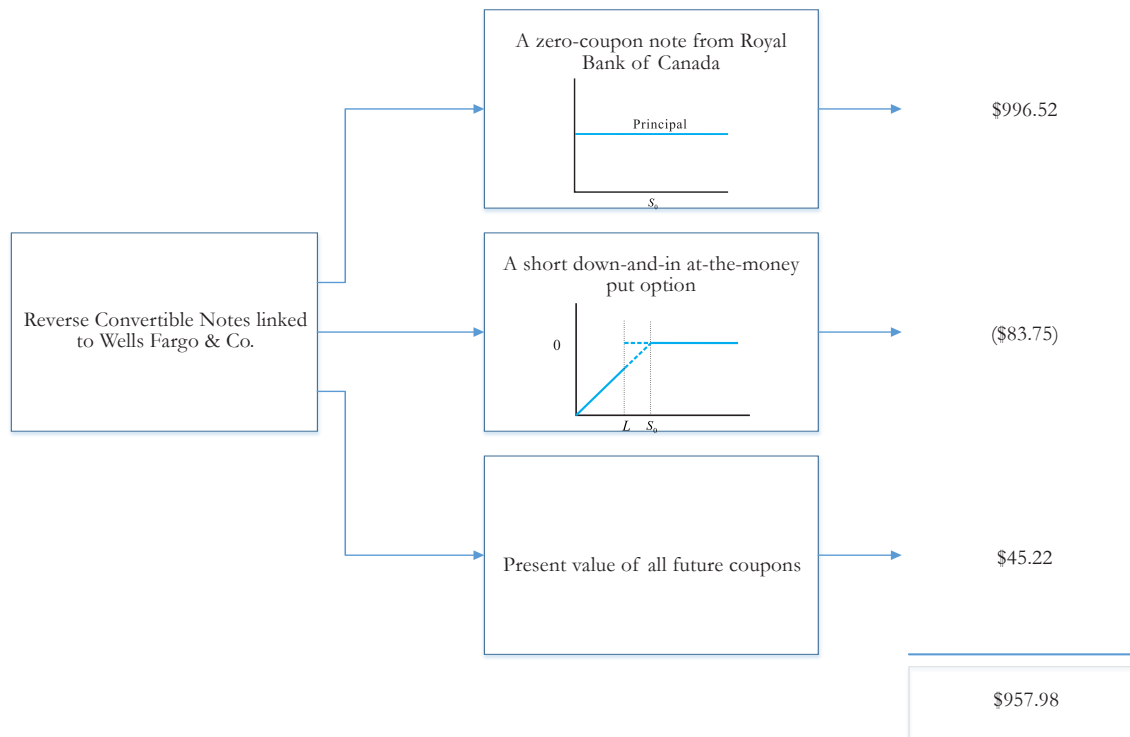 A zero-coupon note from Royal
Bank of Canada
Principal
S₀
$996.52
Reverse Convertible Notes linked
to Wells Fargo & Co.
A short down-and-in at-the-money
put option
0
L S₀
($83.75)
Present value of all future coupons
$45.22
$957.98